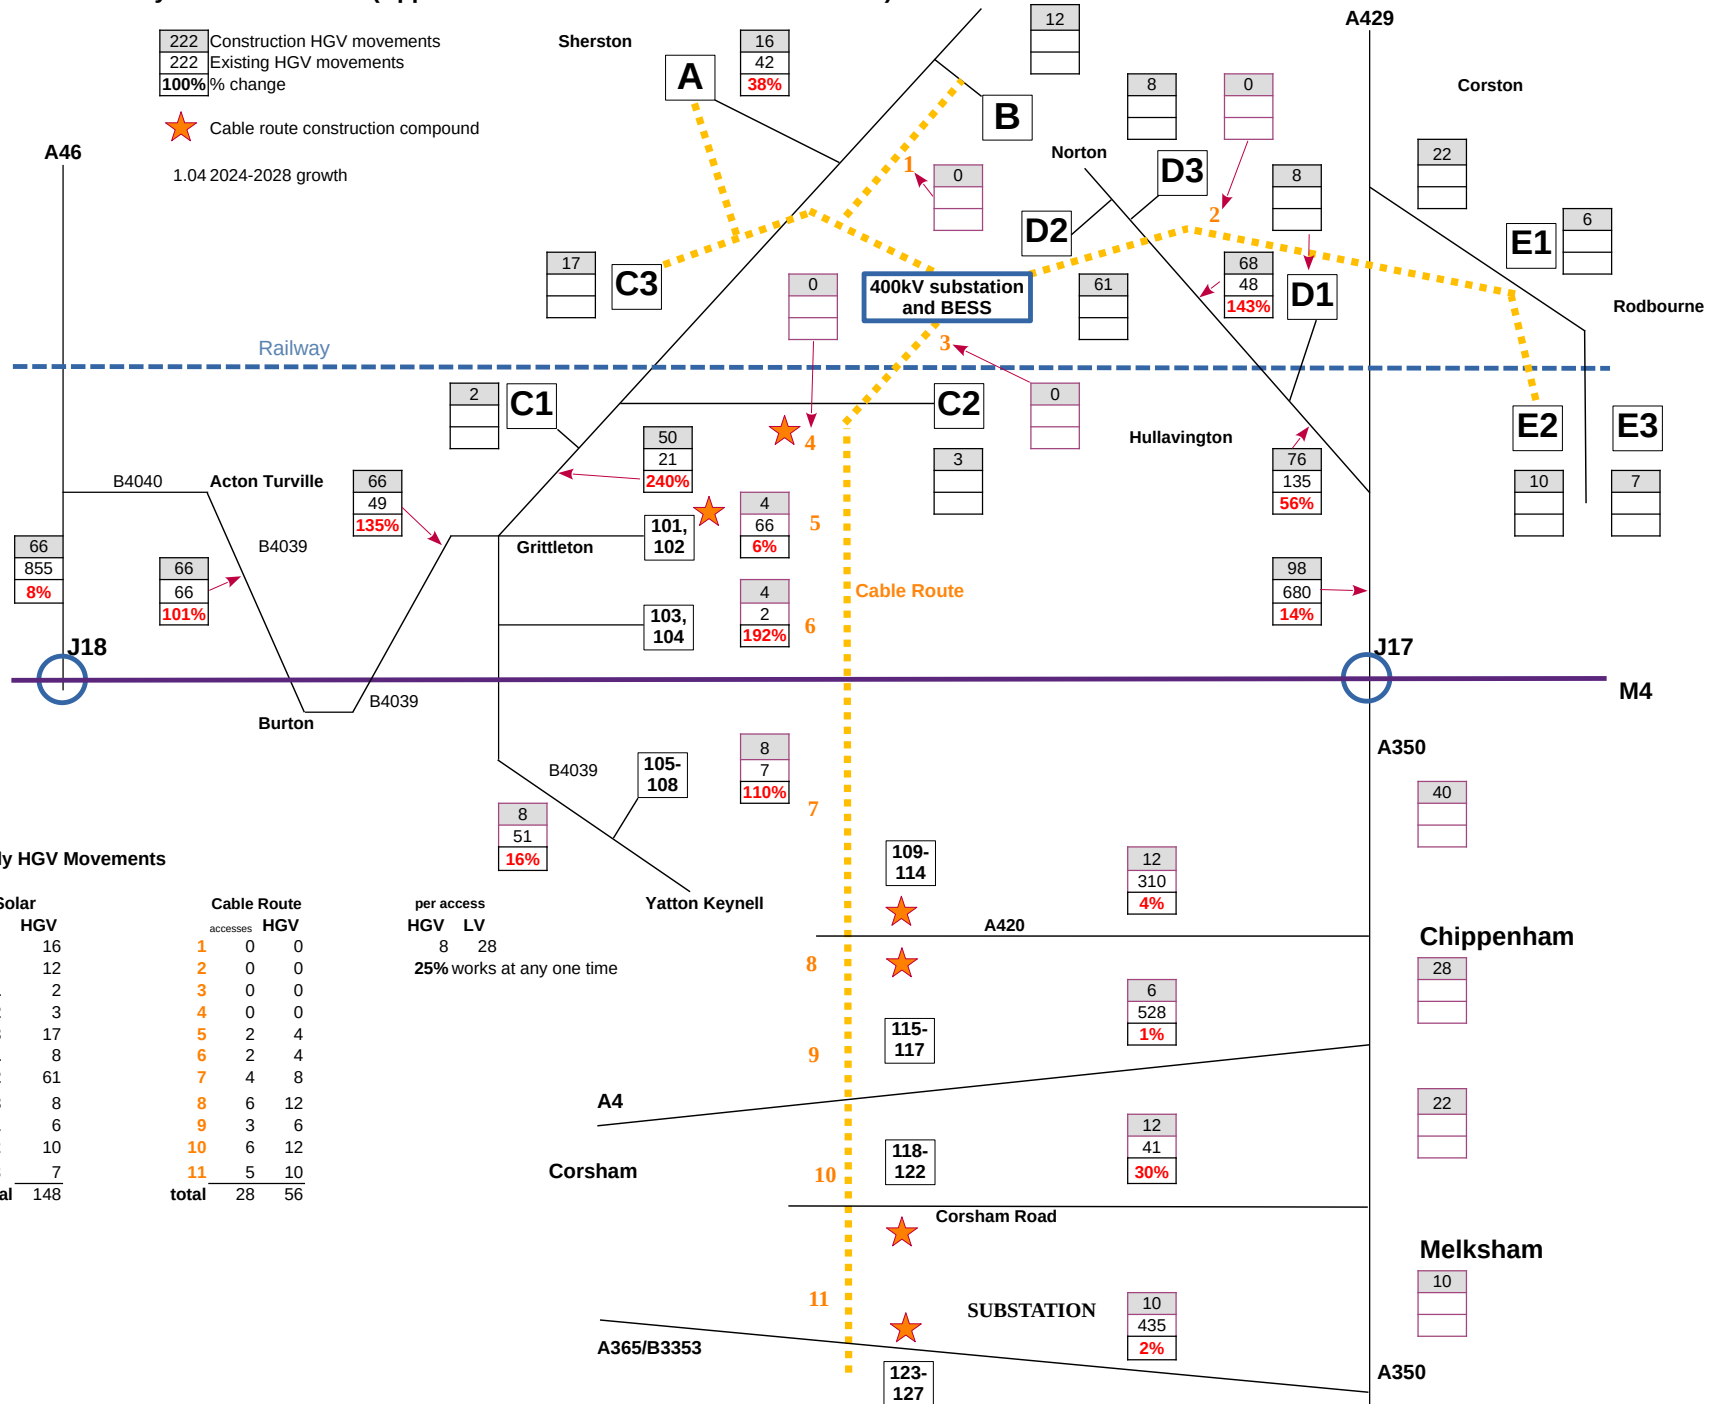 222 Construction HGV movements
222 Existing HGV movements
100% % change
Cable route construction compound
1.04 2024-2028 growth
Sherston
A
16
42
38%
12
B
A429
Corston
8
0
Norton
D3
1
0
8
2
22
A46
D2
E1
6
17
C3
0
400kV substation
and BESS
61
68
48
143%
D1
Rodbourne
Railway
3
2
C1
C2
0
E2
E3
4
Hullavington
50
21
240%
3
76
135
56%
10
7
B4040
Acton Turville
66
49
135%
101,
102
4
66
6%
5
B4039
Grittleton
66
855
8%
66
66
101%
Cable Route
98
680
14%
103,
104
4
2
192%
6
J18
J17
M4
B4039
Burton
A350
B4039
105-
108
8
7
110%
7
40
8
51
16%
109-
114
12
310
4%
Yatton Keynell
A420
Chippenham
8
28
6
528
1%
115-
117
9
A4
22
12
41
30%
118-
122
10
Corsham
Corsham Road
Melksham
10
11
SUBSTATION
10
435
2%
A365/B3353
123-
127
A350
HGV Movements
Solar
Cable Route
per access
HGV
accesses HGV
HGV LV
16 1 0 0 8 28
12 2 0 0 25% works at any one time
2 3 0 0
3 4 0 0
17 5 2 4
8 6 2 4
61 7 4 8
8 8 6 12
6 9 3 6
10 10 6 12
7 11 5 10
148 total 28 56